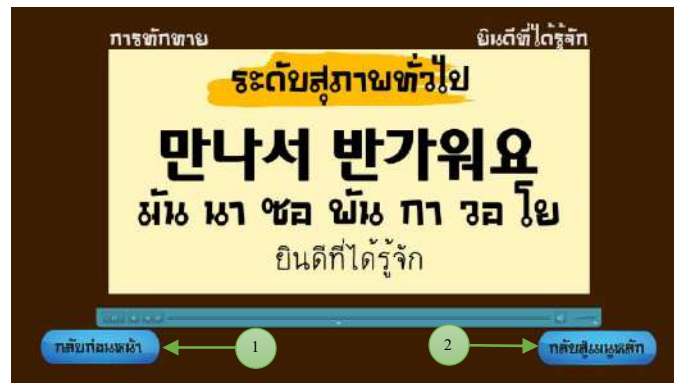 การทักทาย
ยินดีที่ได้รู้จัก
ระดับสุภาพทั่วไป
만나서 반가워요
มัน นา ซอ พัน กา วอ โย
ยินดีที่ได้รู้จัก
กลับก่อนหน้า
1
2
กลับสู่เมนูหลัก